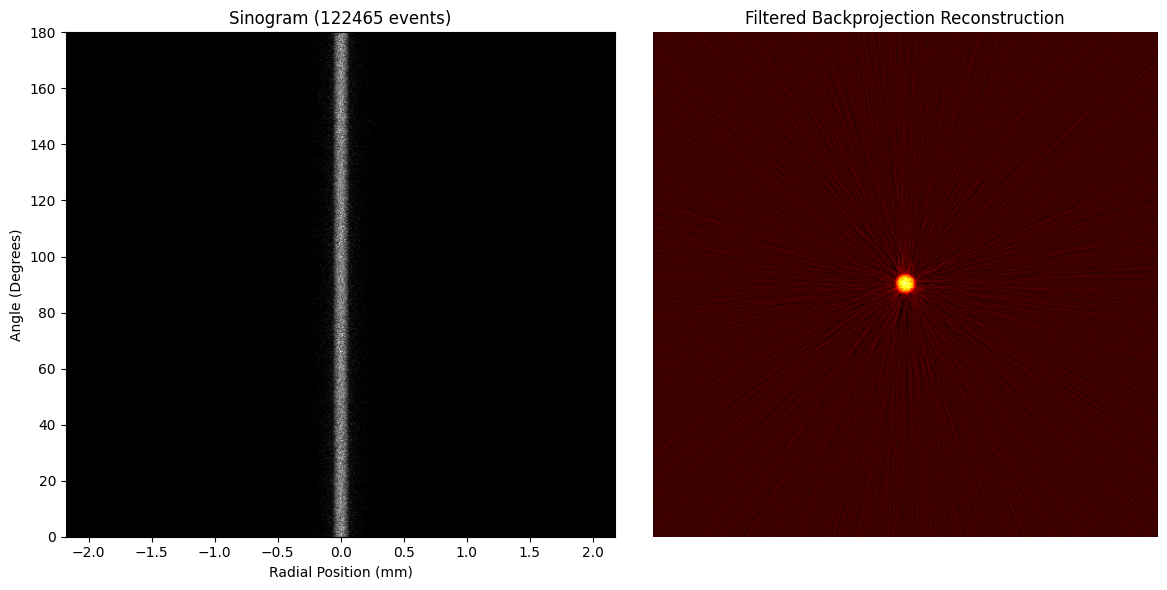 Sinogram (122465 events)
Filtered Backprojection Reconstruction
180
160
140
120
100
80
60
40
20
0
Angle (Degrees)
−2.0 −1.5 −1.0 −0.5 0.0 0.5 1.0 1.5 2.0
Radial Position (mm)